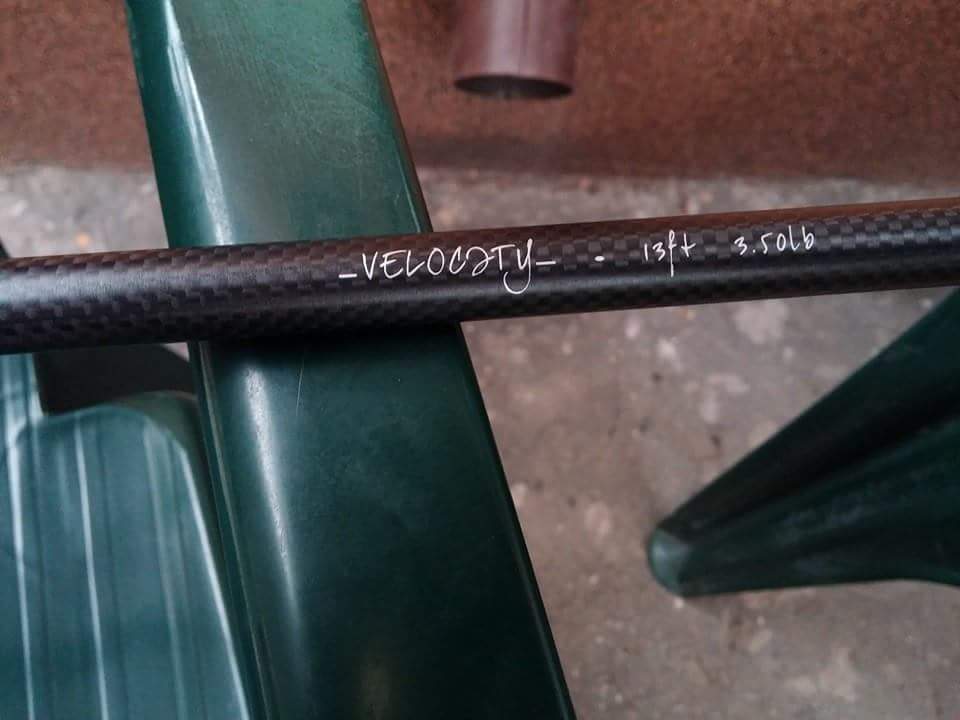 _VELOCITY_ . 13ft 3.50lb